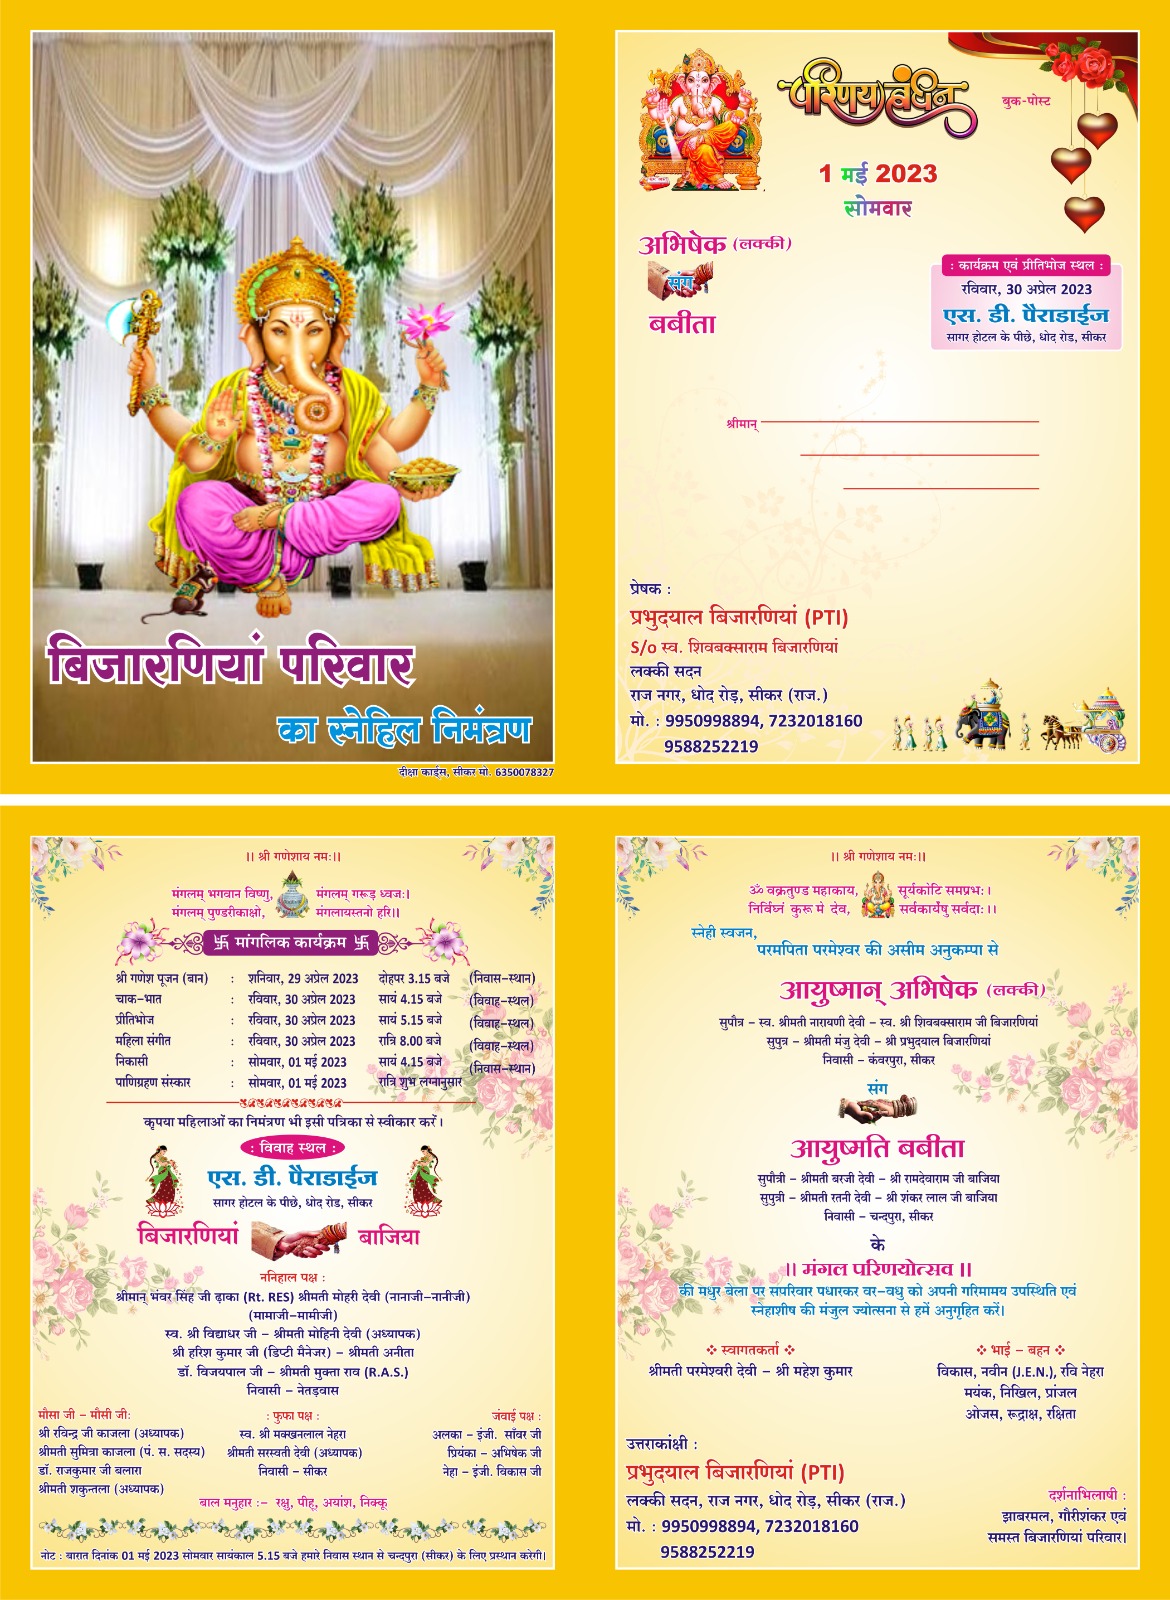 बिजारणियां परिवार
का स्नेहिल निमंत्रण
दीक्षा कार्ड्स, सीकर मो. 6350078327
परिणय बंधन
बुक-पोस्ट
1 मई 2023
सोमवार
अभिषेक (लक्की)
संग
बबीता
: कार्यक्रम एवं प्रीतिभोज स्थल :
रविवार, 30 अप्रेल 2023
एस. डी. पैराडाईज
सागर होटल के पीछे, धोद रोड, सीकर
श्रीमान्
प्रेषक :
प्रभुदयाल बिजारणियां (PTI)
S/o स्व. शिवबक्साराम बिजारणियां
लक्की सदन
राज नगर, धोद रोड़, सीकर (राज.)
मो. : 9950998894, 7232018160
9588252219
।। श्री गणेशाय नमः।।
मंगलम् भगवान विष्णु, मंगलम् गरूड़ ध्वजः।
मंगलम् पुण्डरीकाक्षो, मंगलायस्तनो हरि।।
卐 मांगलिक कार्यक्रम 卐
श्री गणेश पूजन (बान) : शनिवार, 29 अप्रेल 2023 दोहपर 3.15 बजे (निवास-स्थान)
चाक-भात : रविवार, 30 अप्रेल 2023 सायं 4.15 बजे (विवाह-स्थल)
प्रीतिभोज : रविवार, 30 अप्रेल 2023 सायं 5.15 बजे (विवाह-स्थल)
महिला संगीत : रविवार, 30 अप्रेल 2023 रात्रि 8.00 बजे (विवाह-स्थल)
निकासी : सोमवार, 01 मई 2023 सायं 4.15 बजे (निवास-स्थान)
पाणिग्रहण संस्कार : सोमवार, 01 मई 2023 रात्रि शुभ लग्नानुसार
कृपया महिलाओं का निमंत्रण भी इसी पत्रिका से स्वीकार करें।
: विवाह स्थल :
एस. डी. पैराडाईज
सागर होटल के पीछे, धोद रोड, सीकर
बिजारणियां बाजिया
ननिहाल पक्ष :
श्रीमान् भंवर सिंह जी ढ़ाका (Rt. RES) श्रीमती मोहरी देवी (नानाजी-नानीजी)
(मामाजी-मामीजी)
स्व. श्री विद्याधर जी - श्रीमती मोहिनी देवी (अध्यापक)
श्री हरिश कुमार जी (डिप्टी मैनेजर) - श्रीमती अनीता
डॉ. विजयपाल जी - श्रीमती मुक्ता राव (R.A.S.)
निवासी - नेतड़वास
मौसा जी - मौसी जी:
श्री रविन्द्र जी काजला (अध्यापक)
श्रीमती सुमित्रा काजला (पं. स. सदस्य)
डॉ. राजकुमार जी बलारा
श्रीमती शकुन्तला (अध्यापक)
: फुफा पक्ष :
स्व. श्री मक्खनलाल नेहरा
श्रीमती सरस्वती देवी (अध्यापक)
निवासी - सीकर
जंवाई पक्ष :
अलका - इंजी. साँवर जी
प्रियंका - अभिषेक जी
नेहा - इंजी. विकास जी
बाल मनुहार :- रक्षु, पीहू, अयांश, निक्कू
नोट : बारात दिनांक 01 मई 2023 सोमवार सायंकाल 5.15 बजे हमारे निवास स्थान से चन्दपुरा (सीकर) के लिए प्रस्थान करेगी।
।। श्री गणेशाय नमः।।
ॐ वक्रतुण्ड महाकाय, सूर्यकोटि समप्रभः।
निर्विघ्नं कुरू मे देव, सर्वकार्येषु सर्वदाः।।
स्नेही स्वजन,
परमपिता परमेश्वर की असीम अनुकम्पा से
आयुष्मान् अभिषेक (लक्की)
सुपौत्र - स्व. श्रीमती नारायणी देवी - स्व. श्री शिवबक्साराम जी बिजारणियां
सुपुत्र - श्रीमती मंजु देवी - श्री प्रभुदयाल बिजारणियां
निवासी - कंवरपुरा, सीकर
संग
आयुष्मति बबीता
सुपौत्री - श्रीमती बरजी देवी - श्री रामदेवाराम जी बाजिया
सुपुत्री - श्रीमती रतनी देवी - श्री शंकर लाल जी बाजिया
निवासी - चन्दपुरा, सीकर
के
।। मंगल परिणयोत्सव ।।
की मधुर बेला पर सपरिवार पधारकर वर-वधु को अपनी गरिमामय उपस्थिति एवं
स्नेहाशीष की मंजुल ज्योत्सना से हमें अनुगृहित करें।
❖ स्वागतकर्ता ❖
श्रीमती परमेश्वरी देवी - श्री महेश कुमार
❖ भाई - बहन ❖
विकास, नवीन (J.E.N.), रवि नेहरा
मयंक, निखिल, प्रांजल
ओजस, रूद्राक्ष, रक्षिता
उत्तराकांक्षी :
प्रभुदयाल बिजारणियां (PTI)
लक्की सदन, राज नगर, धोद रोड़, सीकर (राज.)
मो. : 9950998894, 7232018160
9588252219
दर्शनाभिलाषी :
झाबरमल, गौरीशंकर एवं
समस्त बिजारणियां परिवार।